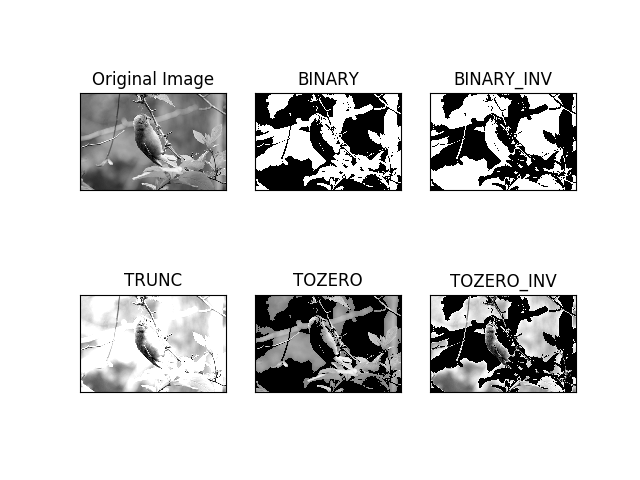 Original Image
BINARY
BINARY_INV
TRUNC
TOZERO
TOZERO_INV